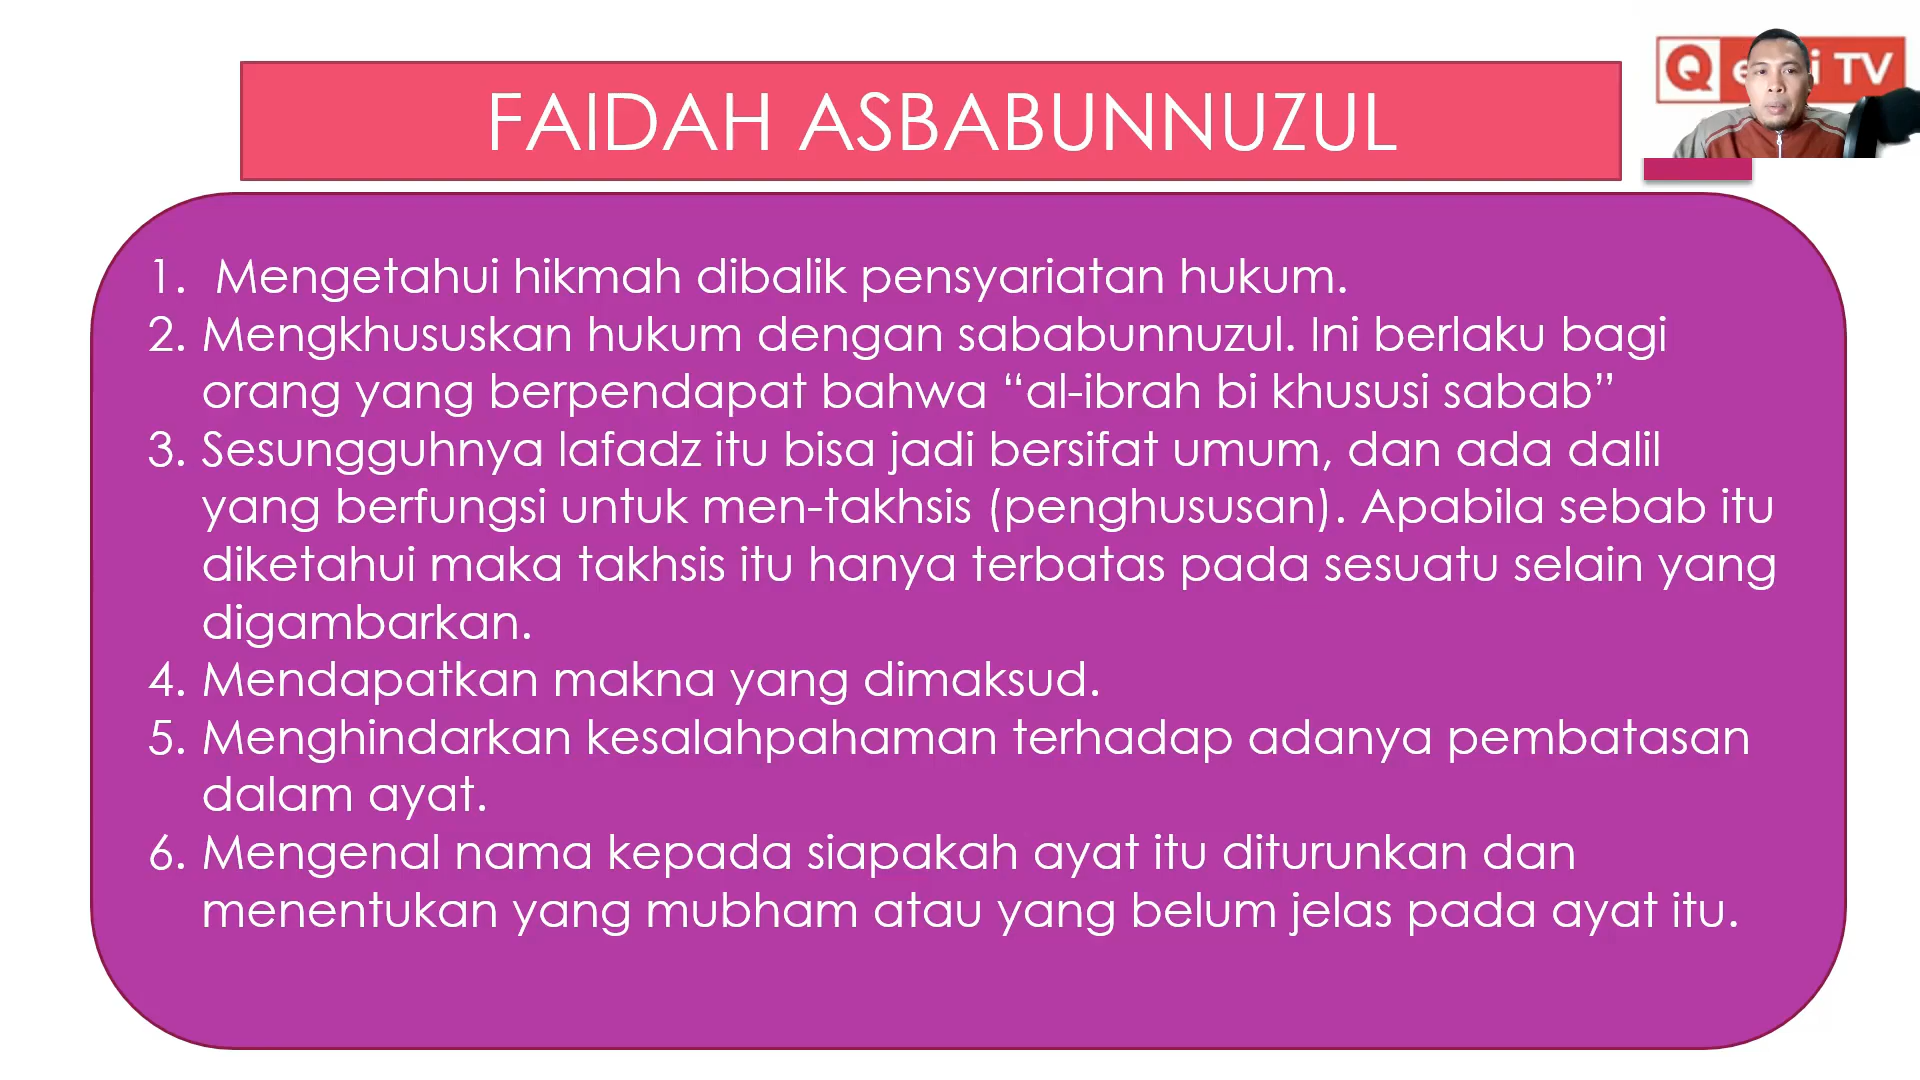 FAIDAH ASBABUNNUZUL
TV
1. Mengetahui hikmah dibalik pensyariatan hukum.
2. Mengkhususkan hukum dengan sababunnuzul. Ini berlaku bagi
orang yang berpendapat bahwa “al-ibrah bi khususi sabab”
3. Sesungguhnya lafadz itu bisa jadi bersifat umum, dan ada dalil
yang berfungsi untuk men-takhsis (penghususan). Apabila sebab itu
diketahui maka takhsis itu hanya terbatas pada sesuatu selain yang
digambarkan.
4. Mendapatkan makna yang dimaksud.
5. Menghindarkan kesalahpahaman terhadap adanya pembatasan
dalam ayat.
6. Mengenal nama kepada siapakah ayat itu diturunkan dan
menentukan yang mubham atau yang belum jelas pada ayat itu.